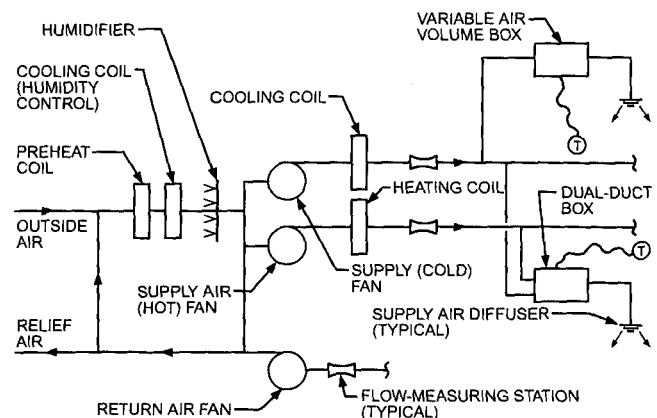 HUMIDIFIER
COOLING COIL
(HUMIDITY
CONTROL)
PREHEAT
COIL
COOLING COIL
VARIABLE AIR
VOLUME BOX
T
HEATING COIL
DUAL-DUCT
BOX
T
OUTSIDE
AIR
SUPPLY AIR
(HOT) FAN
SUPPLY (COLD)
FAN
SUPPLY AIR DIFFUSER
(TYPICAL)
RELIEF
AIR
RETURN AIR FAN
FLOW-MEASURING STATION
(TYPICAL)